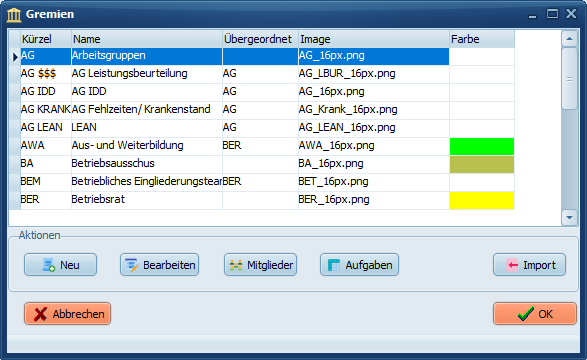 Gremien
Kürzel Name Übergeordnet Image Farbe
AG Arbeitsgruppen AG_16px.png
AG $$$ AG Leistungsbeurteilung AG AG_LBUR_16px.png
AG IDD AG IDD AG AG_IDD_16px.png
AG KRANK AG Fehlzeiten/ Krankenstand AG AG_Krank_16px.png
AG LEAN LEAN AG AG_LEAN_16px.png
AWA Aus- und Weiterbildung BER AWA_16px.png
BA Betriebsausschus BA_16px.png
BEM Betriebliches Eingliederungstear BER BET_16px.png
BER Betriebsrat BER_16px.png
Aktionen
Neu Bearbeiten Mitglieder Aufgaben Import
Abbrechen OK